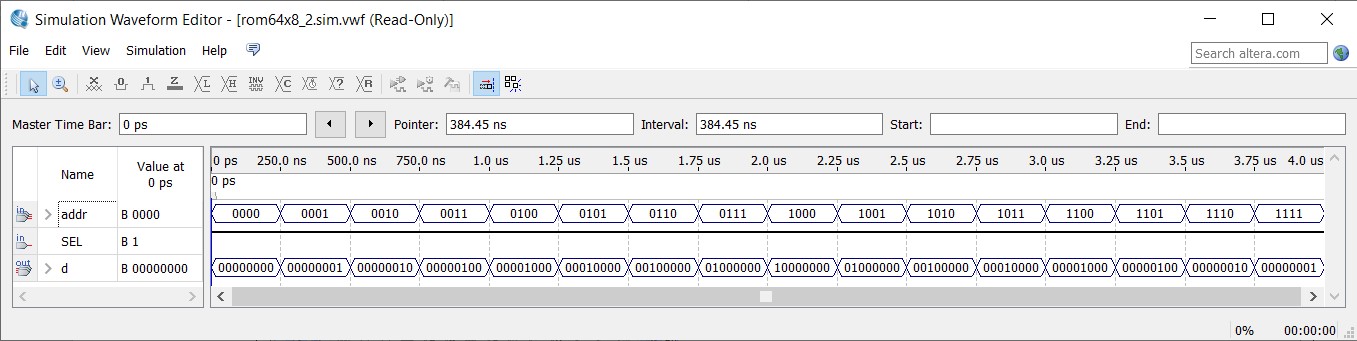 Simulation Waveform Editor - [rom64x8_2.sim.vwf (Read-Only)]
File Edit View Simulation Help
Search altera.com
Master Time Bar: 0 ps Pointer: 384.45 ns Interval: 384.45 ns Start: End:
Name Value at 0 ps
0 ps 250.0 ns 500.0 ns 750.0 ns 1.0 us 1.25 us 1.5 us 1.75 us 2.0 us 2.25 us 2.5 us 2.75 us 3.0 us 3.25 us 3.5 us 3.75 us 4.0 us
0 ps
in addr B 0000 0000 0001 0010 0011 0100 0101 0110 0111 1000 1001 1010 1011 1100 1101 1110 1111
in SEL B 1
out d B 00000000 00000000 00000001 00000010 00000100 00001000 00010000 00100000 01000000 10000000 01000000 00100000 00010000 00001000 00000100 00000010 00000001
0% 00:00:00